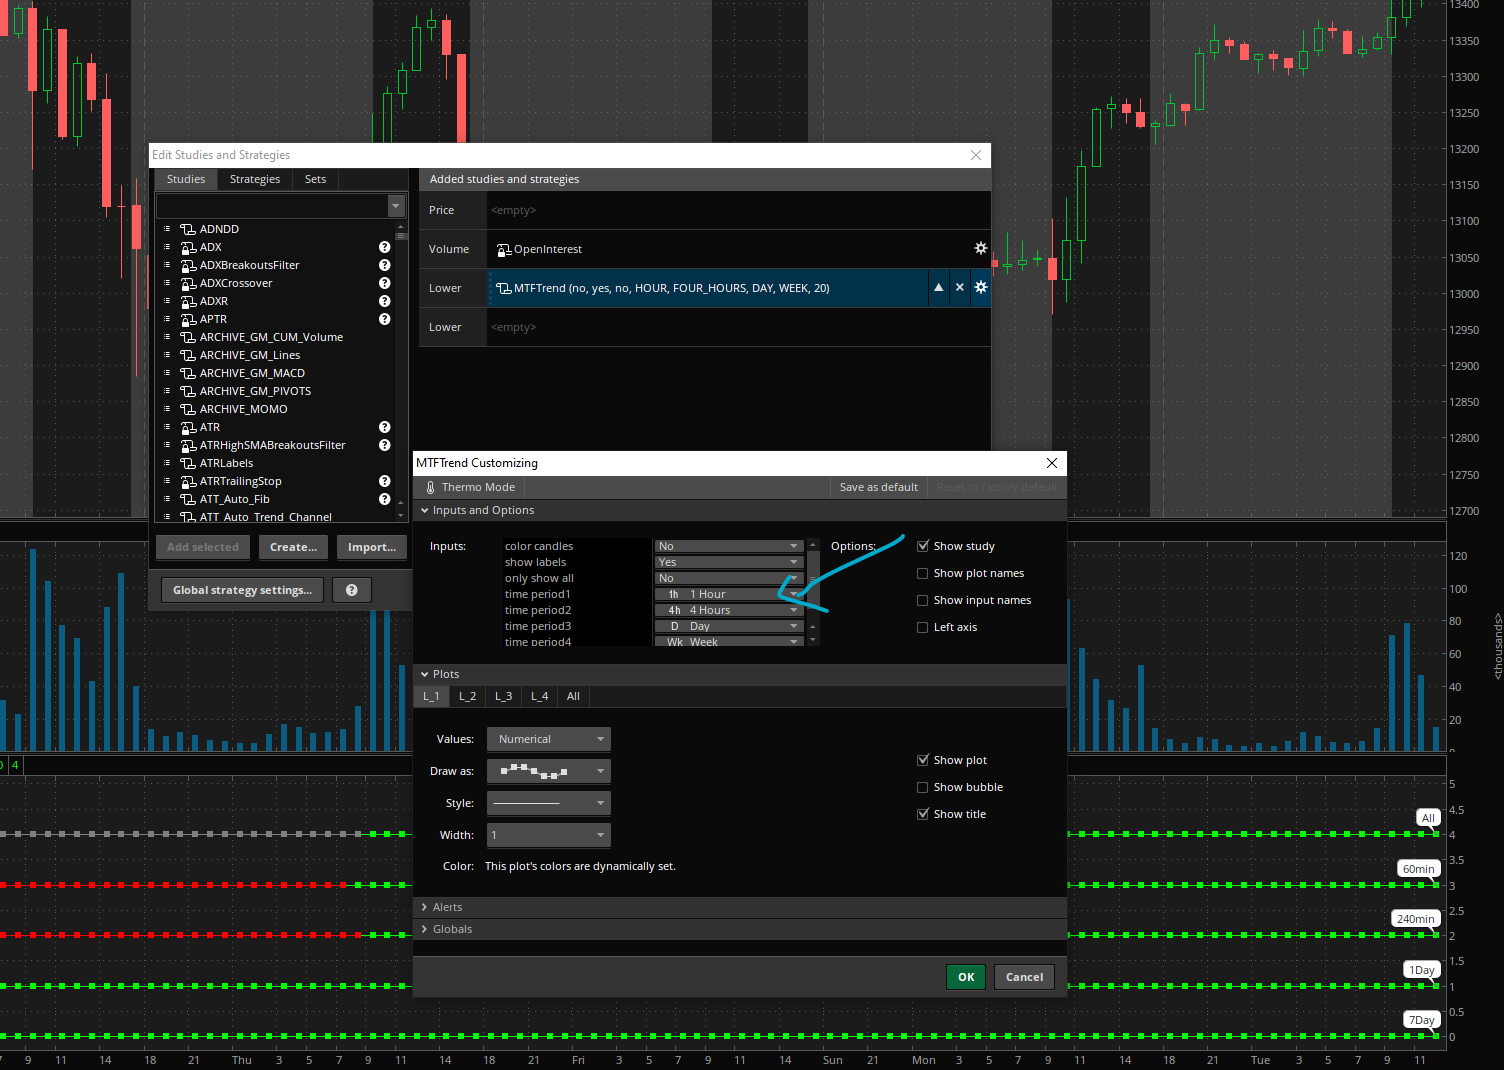 Edit Studies and Strategies
Studies
Strategies
Sets
ADNDD
ADX
ADXBreakoutsFilter
ADXCrossover
ADXR
APTR
ARCHIVE_GM_CUM_Volume
ARCHIVE_GM_Lines
ARCHIVE_GM_MACD
ARCHIVE_GM_PIVOTS
ARCHIVE_MOMO
ATR
ATRHighSMABreakoutsFilter
ATRLabels
ATRTrailingStop
ATT_Auto_Fib
ATT_Auto_Trend_Channel
Add selected
Create...
Import...
Global strategy settings...
?
Added studies and strategies
Price <empty>
Volume OpenInterest
Lower MTFTrend (no, yes, no, HOUR, FOUR_HOURS, DAY, WEEK, 20)
Lower <empty>
MTFTrend Customizing
Thermo Mode
Save as default
Reset to factory default
Inputs and Options
Inputs:
color candles No
show labels Yes
only show all No
time period1 1h 1 Hour
time period2 4h 4 Hours
time period3 D Day
time period4 Wk Week
Options:
Show study
Show plot names
Show input names
Left axis
Plots
L_1 L_2 L_3 L_4 All
Values: Numerical
Draw as:
Style:
Width: 1
Color: This plot's colors are dynamically set.
Show plot
Show bubble
Show title
Alerts
Globals
OK
Cancel
13400
13350
13300
13250
13200
13150
13100
13050
13000
12950
12900
12850
12800
12750
12700
120
100
80
60
40
20
0
<thousands>
4
5
4.5
4
3.5
3
2.5
2
1.5
1
0.5
0
All
60min
240min
1Day
7Day
7 9 11 14 18 21 Thu 3 5 7 9 11 14 18 21 Fri 3 5 7 9 11 14 Sun 21 Mon 3 5 7 9 11 14 18 21 Tue 3 5 7 9 11